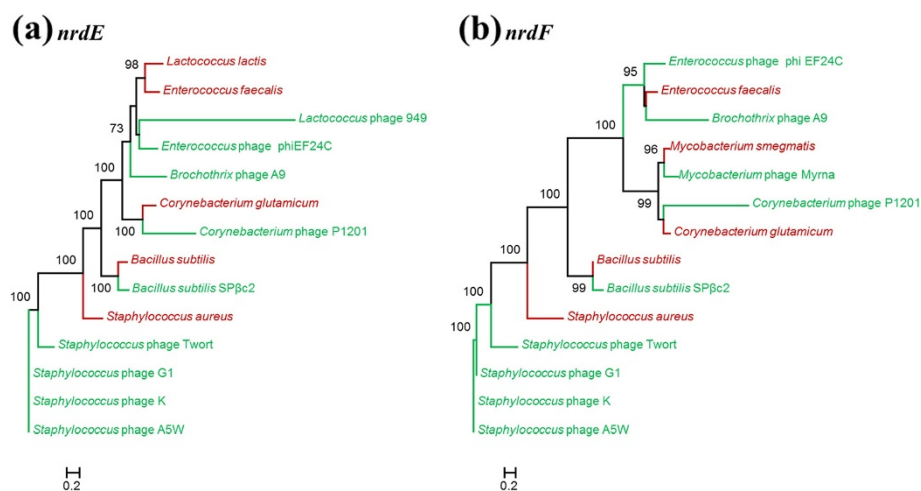 (a) nrdE
98
Lactococcus lactis
Enterococcus faecalis
73
Lactococcus phage 949
Enterococcus phage phiEF24C
100
Brochothrix phage A9
100
Corynebacterium glutamicum
100
Corynebacterium phage P1201
100
Bacillus subtilis
100
Bacillus subtilis SPβc2
100
Staphylococcus aureus
Staphylococcus phage Twort
Staphylococcus phage G1
Staphylococcus phage K
Staphylococcus phage A5W
0.2
(b) nrdF
Enterococcus phage phi EF24C
95
Enterococcus faecalis
Brochothrix phage A9
100
96
Mycobacterium smegmatis
Mycobacterium phage Myrna
99
Corynebacterium phage P1201
100
Corynebacterium glutamicum
100
Bacillus subtilis
99
Bacillus subtilis SPβc2
100
Staphylococcus aureus
100
Staphylococcus phage Twort
Staphylococcus phage G1
Staphylococcus phage K
Staphylococcus phage A5W
0.2